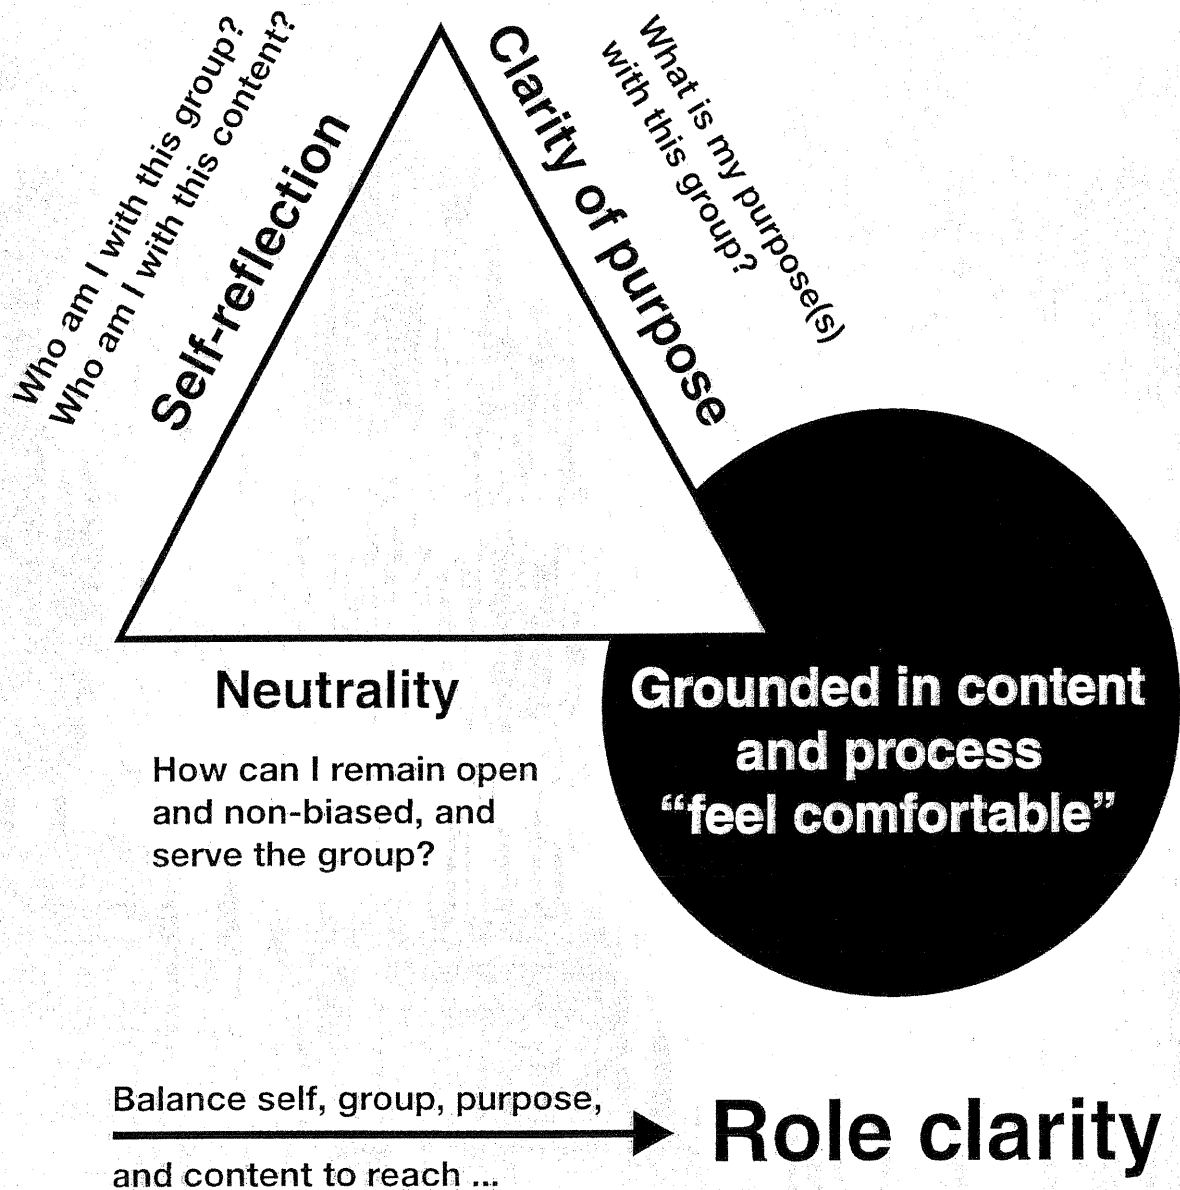 Who am I with this group?
Who am I with this content?
Self-reflection
Clarity of purpose
What is my purpose(s)
with this group?
Neutrality
How can I remain open
and non-biased, and
serve the group?
Grounded in content
and process
“feel comfortable”
Balance self, group, purpose,
and content to reach ...
Role clarity